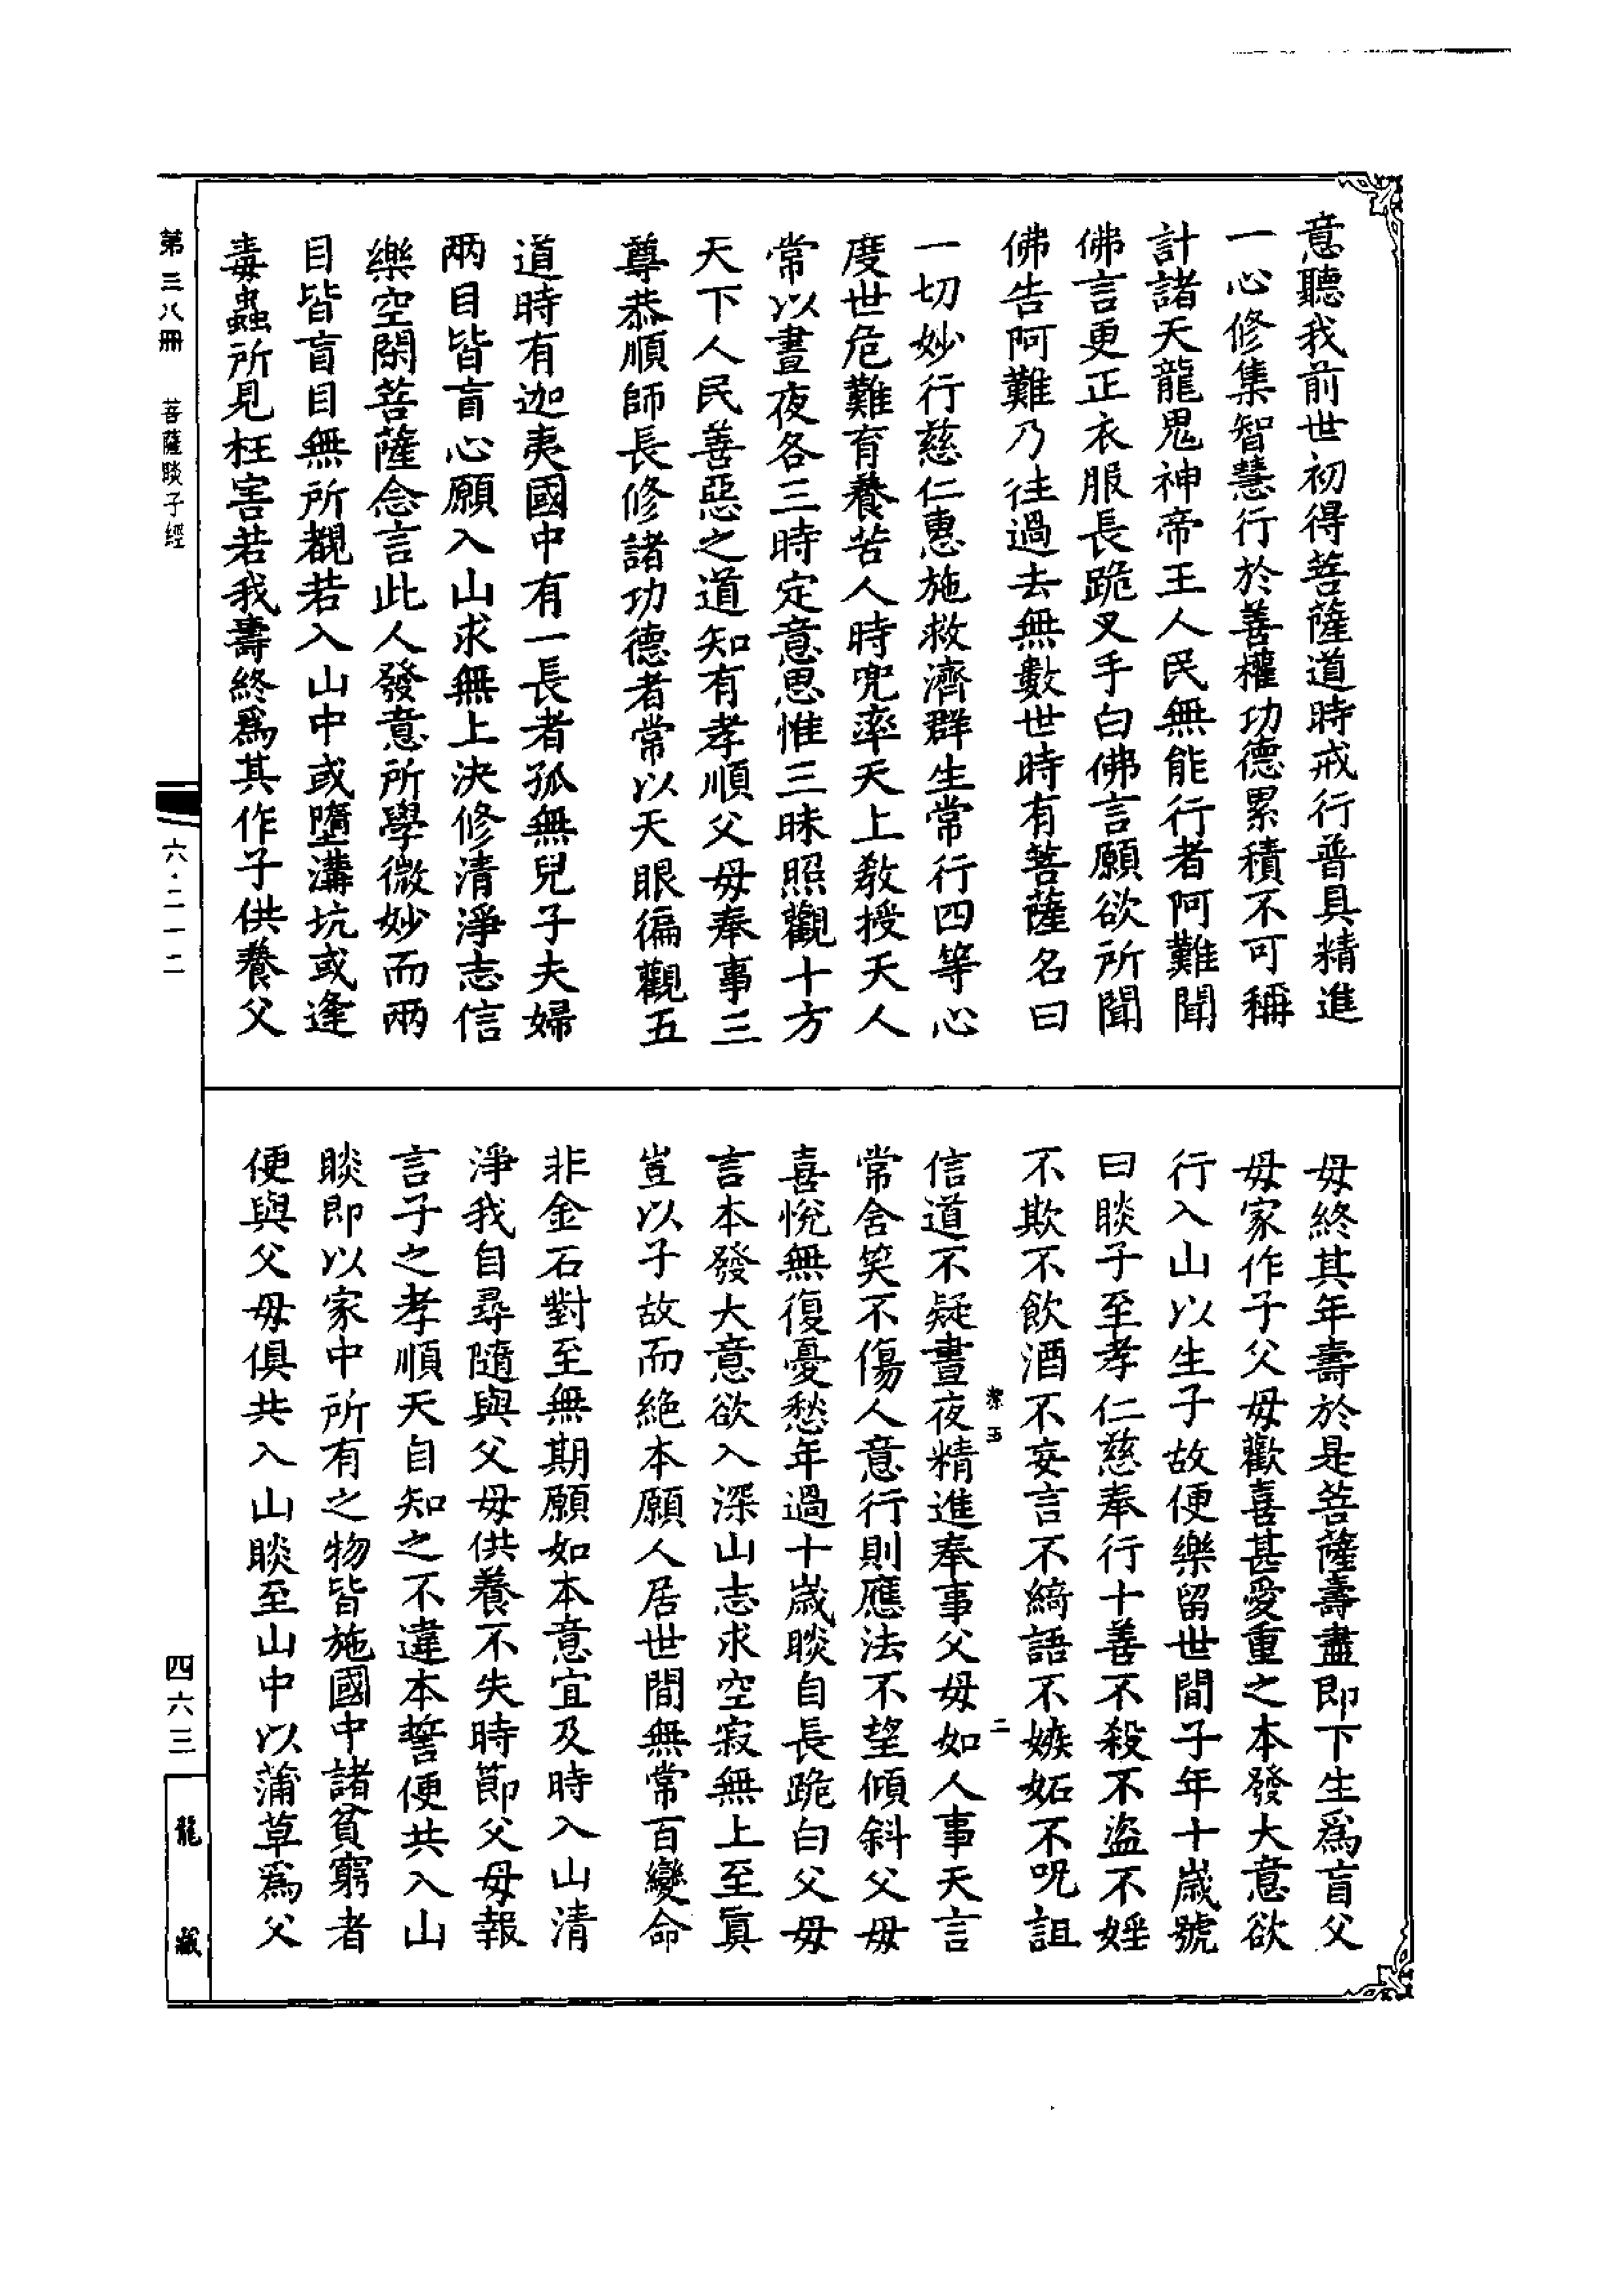 意聽我前世初得菩薩道時戒行普具精進
一心修集智慧行於善權功德累積不可稱
計諸天龍鬼神帝王人民無能行者阿難聞
佛言更正衣服長跪叉手白佛言願欲所聞
佛告阿難乃往過去無數世時有菩薩名曰
一切妙行慈仁惠施救濟群生常行四等心
度世危難育養苦人時兜率天上教授天人
常以晝夜各三時定意思惟三昧照觀十方
天下人民善惡之道知有孝順父母奉事三
尊恭順師長修諸功德者常以天眼徧觀五
道時有迦夷國中有一長者孤無兒子夫婦
兩目皆盲心願入山求無上決修清淨志信
樂空閑菩薩念言此人發意所學微妙而兩
目皆盲目無所覩若入山中或墮溝坑或逢
毒蟲所見枉害若我壽終爲其作子供養父
母終其年壽於是菩薩壽盡即下生爲盲父
母家作子父母歡喜甚愛重之本發大意欲
行入山以生子故便樂留世間子年十歲號
曰睒子至孝仁慈奉行十善不殺不盜不婬
不欺不飲酒不妄言不綺語不嫉妬不呪詛
絜五 二
信道不疑晝夜精進奉事父母如人事天言
常含笑不傷人意行則應法不望傾斜父母
喜悅無復憂愁年過十歲睒自長跪白父母
言本發大意欲入深山志求空寂無上至眞
豈以子故而絶本願人居世間無常百變命
非金石對至無期願如本意宜及時入山清
淨我自尋隨與父母供養不失時節父母報
言子之孝順天自知之不違本誓便共入山
睒即以家中所有之物皆施國中諸貧窮者
便與父母俱共入山睒至山中以蒲草爲父
第三八冊 菩薩睒子經
六·二一二
四六三
龍藏